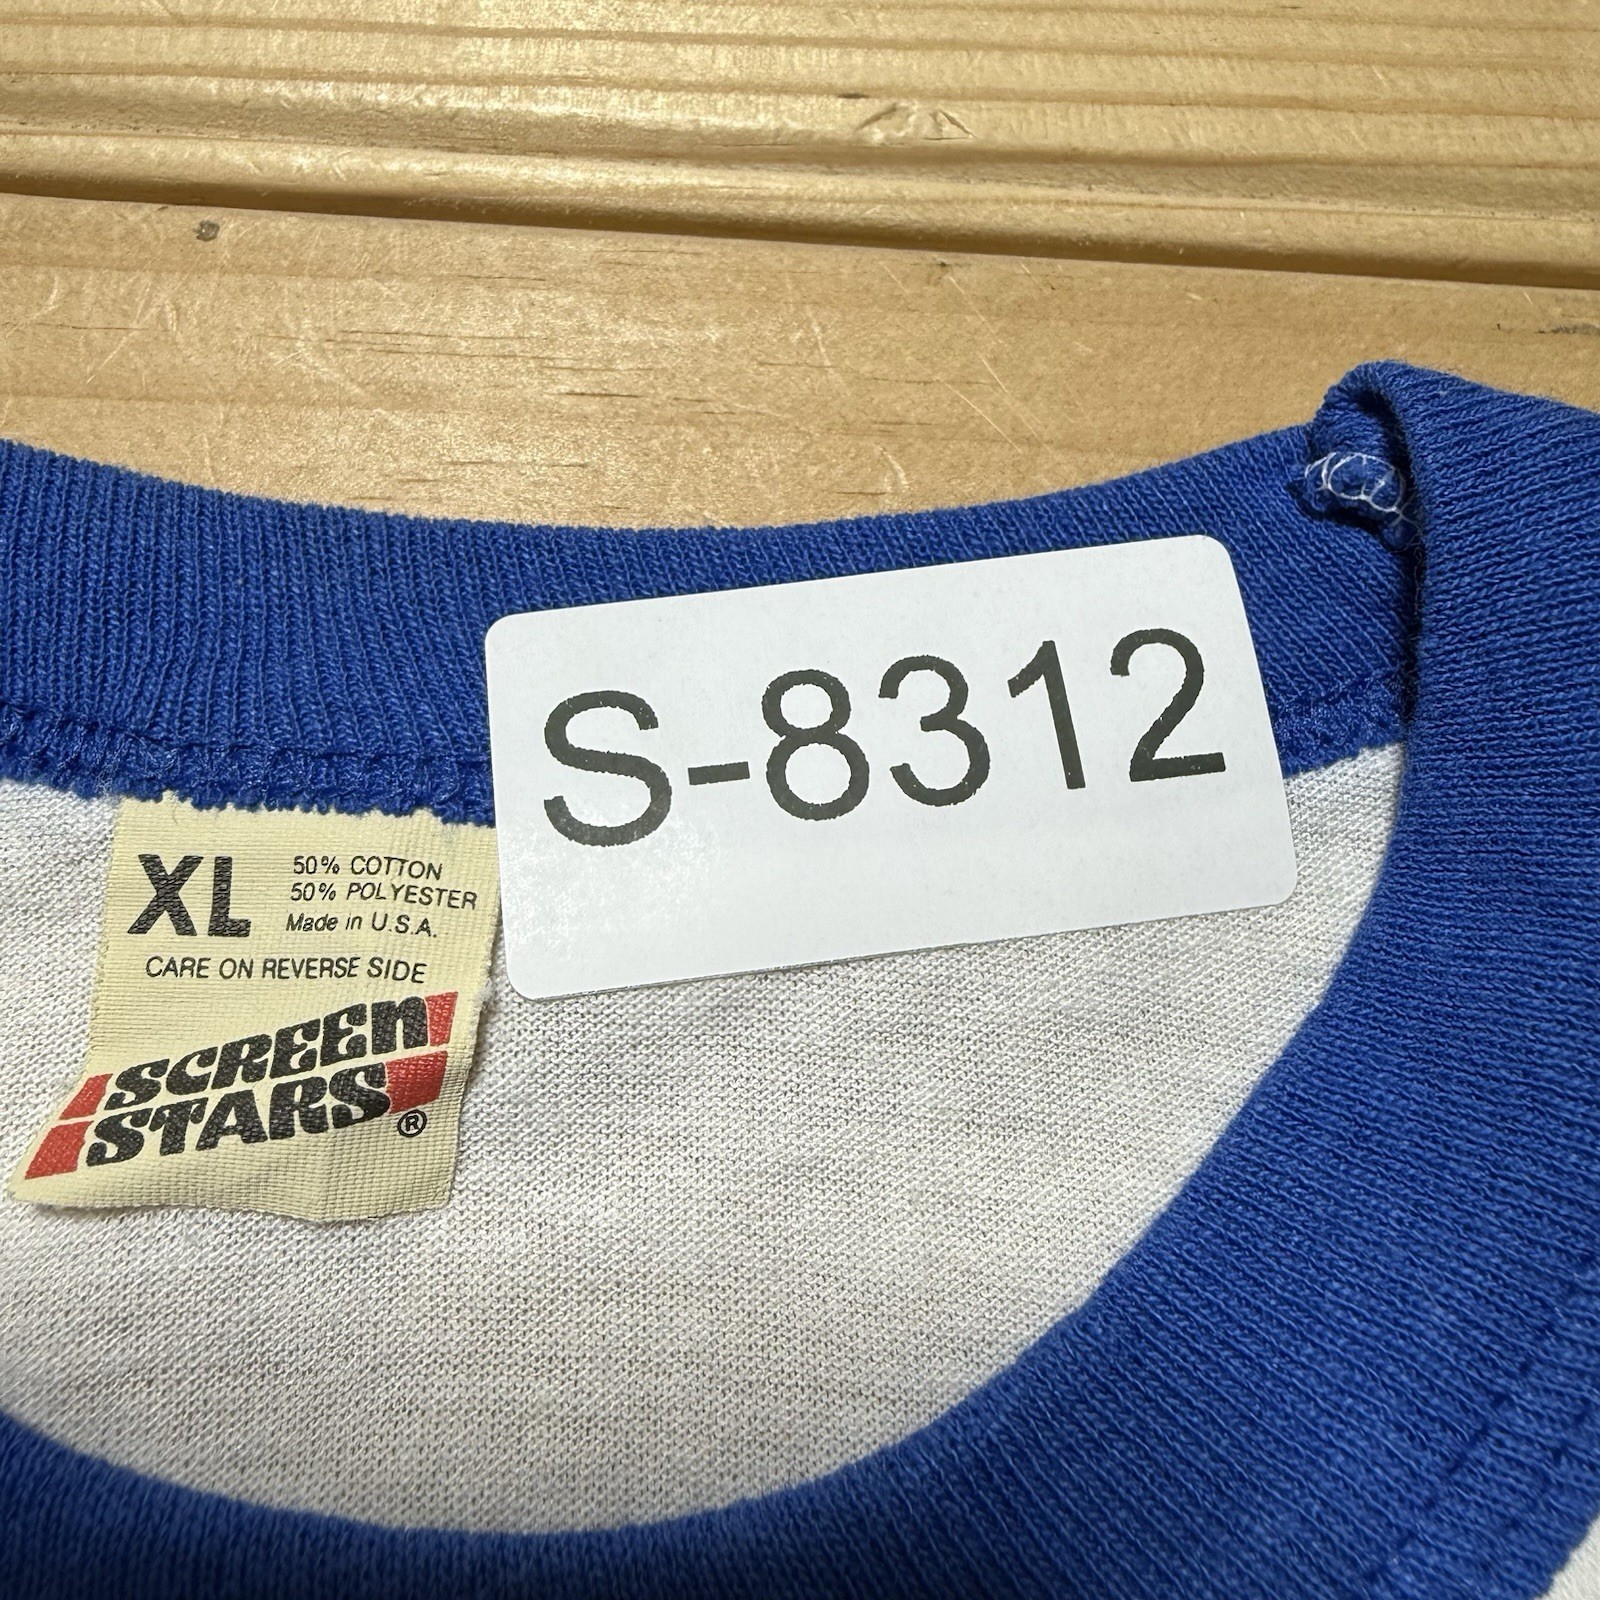 S-8312
XL
50% COTTON
50% POLYESTER
Made in U.S.A.
CARE ON REVERSE SIDE
SCREEN
STARS®